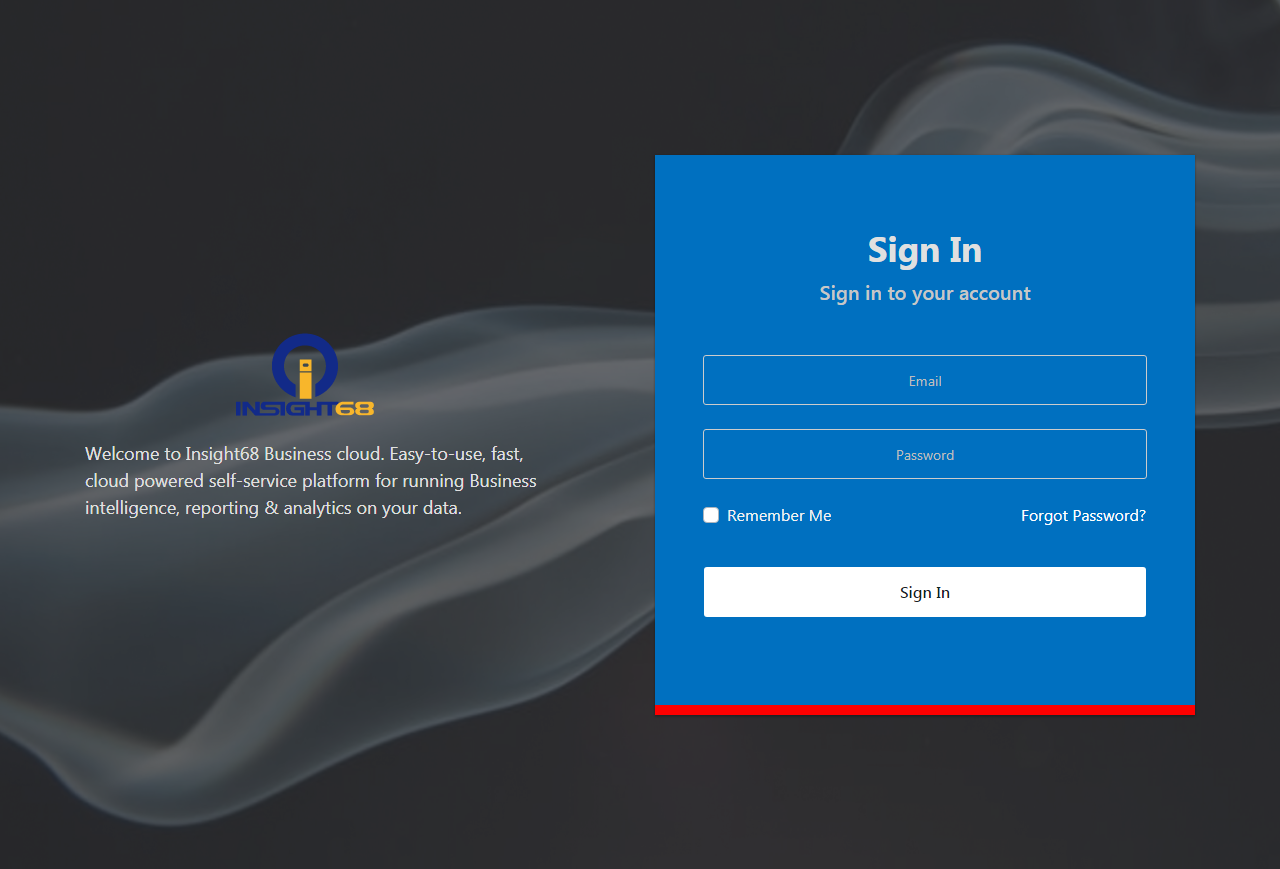 INSIGHT68
Welcome to Insight68 Business cloud. Easy-to-use, fast,
cloud powered self-service platform for running Business
intelligence, reporting & analytics on your data.
Sign In
Sign in to your account
Email
Password
Remember Me
Forgot Password?
Sign In